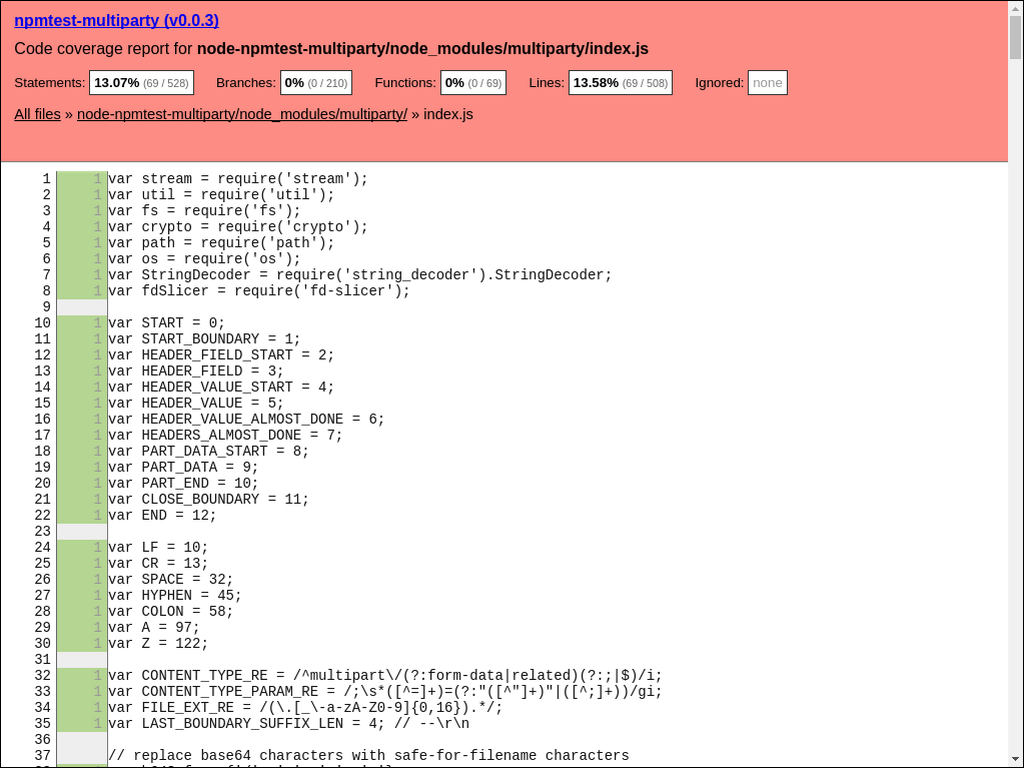 npmtest-multiparty (v0.0.3)
Code coverage report for node-npmtest-multiparty/node_modules/multiparty/index.js
Statements: 13.07% (69 / 528) Branches: 0% (0 / 210) Functions: 0% (0 / 69) Lines: 13.58% (69 / 508) Ignored: none
All files » node-npmtest-multiparty/node_modules/multiparty/ » index.js
1 1 var stream = require('stream');
2 1 var util = require('util');
3 1 var fs = require('fs');
4 1 var crypto = require('crypto');
5 1 var path = require('path');
6 1 var os = require('os');
7 1 var StringDecoder = require('string_decoder').StringDecoder;
8 1 var fdSlicer = require('fd-slicer');
9
10 1 var START = 0;
11 1 var START_BOUNDARY = 1;
12 1 var HEADER_FIELD_START = 2;
13 1 var HEADER_FIELD = 3;
14 1 var HEADER_VALUE_START = 4;
15 1 var HEADER_VALUE = 5;
16 1 var HEADER_VALUE_ALMOST_DONE = 6;
17 1 var HEADERS_ALMOST_DONE = 7;
18 1 var PART_DATA_START = 8;
19 1 var PART_DATA = 9;
20 1 var PART_END = 10;
21 1 var CLOSE_BOUNDARY = 11;
22 1 var END = 12;
23
24 1 var LF = 10;
25 1 var CR = 13;
26 1 var SPACE = 32;
27 1 var HYPHEN = 45;
28 1 var COLON = 58;
29 1 var A = 97;
30 1 var Z = 122;
31
32 1 var CONTENT_TYPE_RE = /^multipart\/(?:form-data|related)(?:;|$)/i;
33 1 var CONTENT_TYPE_PARAM_RE = /;\s*([^=]+)=(?:"([^"]+)"|([^;]+))/gi;
34 1 var FILE_EXT_RE = /(\.[_\-a-zA-Z0-9]{0,16}).*/;
35 1 var LAST_BOUNDARY_SUFFIX_LEN = 4; // --\r\n
36
37 // replace base64 characters with safe-for-filename characters